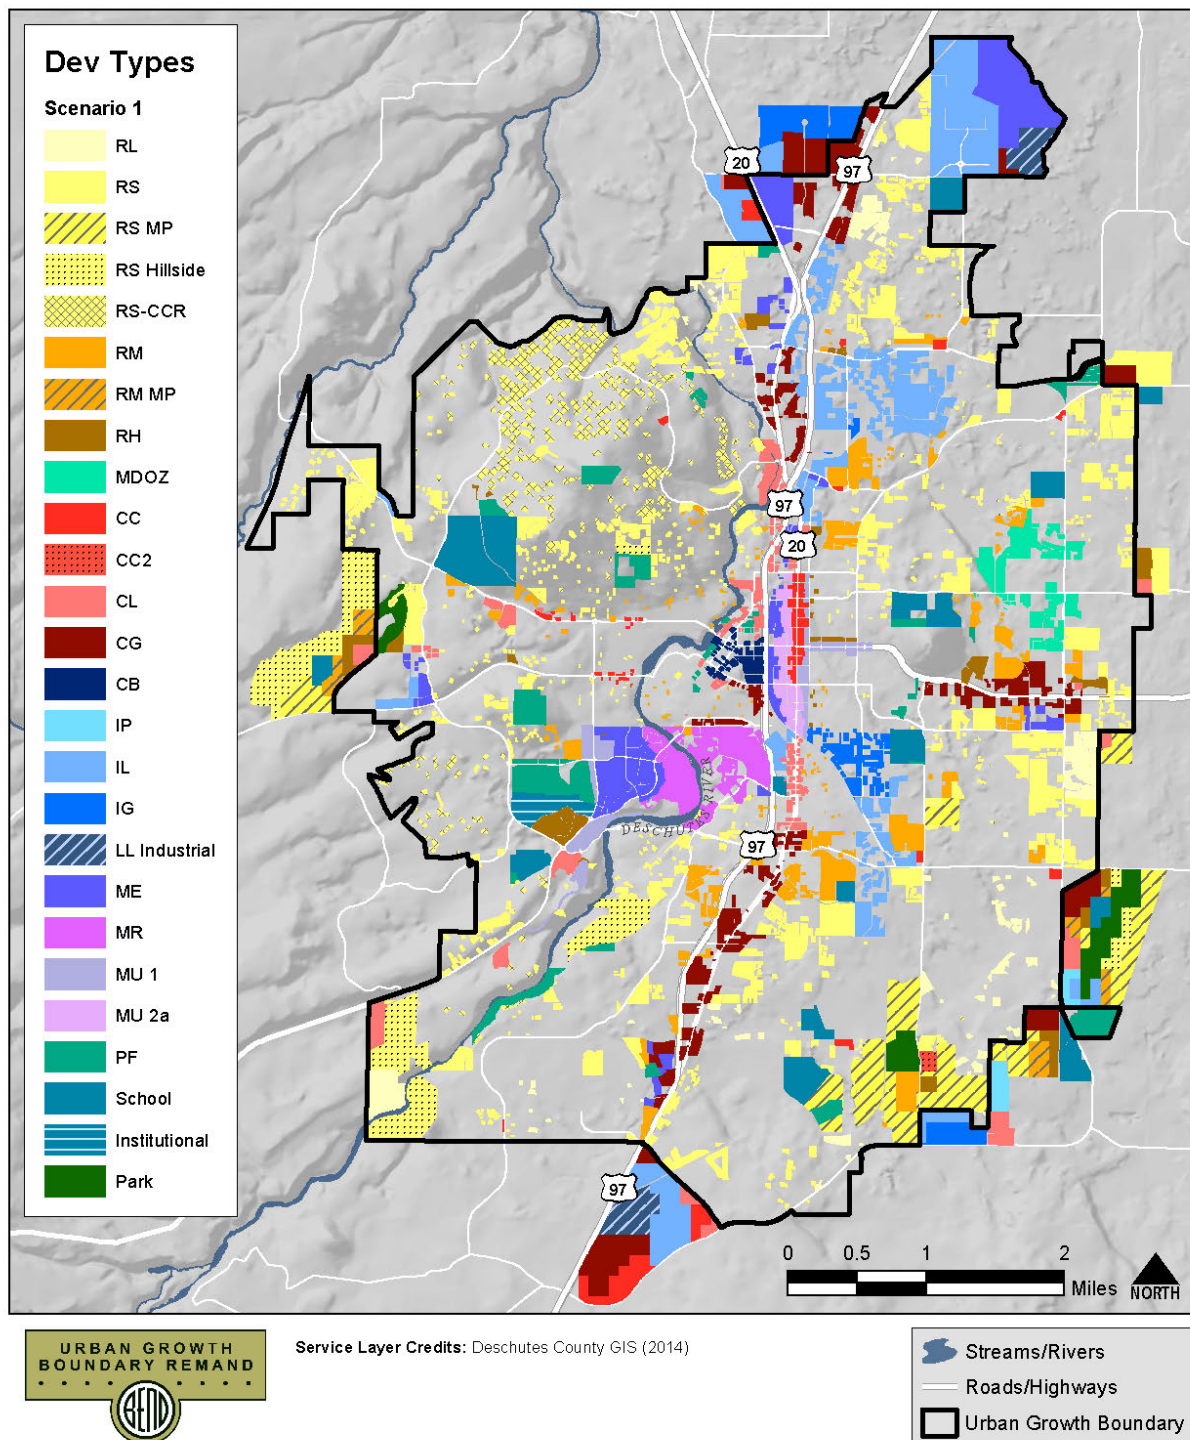 Dev Types
Scenario 1
RL
RS
RS MP
RS Hillside
RS-CCR
RM
RM MP
RH
MDOZ
CC
CC2
CL
CG
CB
IP
IL
IG
LL Industrial
ME
MR
MU 1
MU 2a
PF
School
Institutional
Park
20
97
97
20
DESCHUTES RIVER
97
97
0 0.5 1 2
Miles
NORTH
URBAN GROWTH
BOUNDARY REMAND
BEND
Service Layer Credits: Deschutes County GIS (2014)
Streams/Rivers
Roads/Highways
Urban Growth Boundary